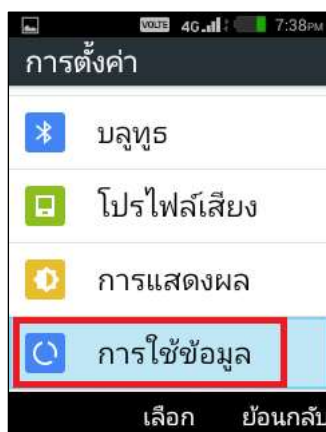 VOLTE 4G 7:38PM
การตั้งค่า
บลูทูธ
โปรไฟล์เสียง
การแสดงผล
การใช้ข้อมูล
เลือก ย้อนกลับ